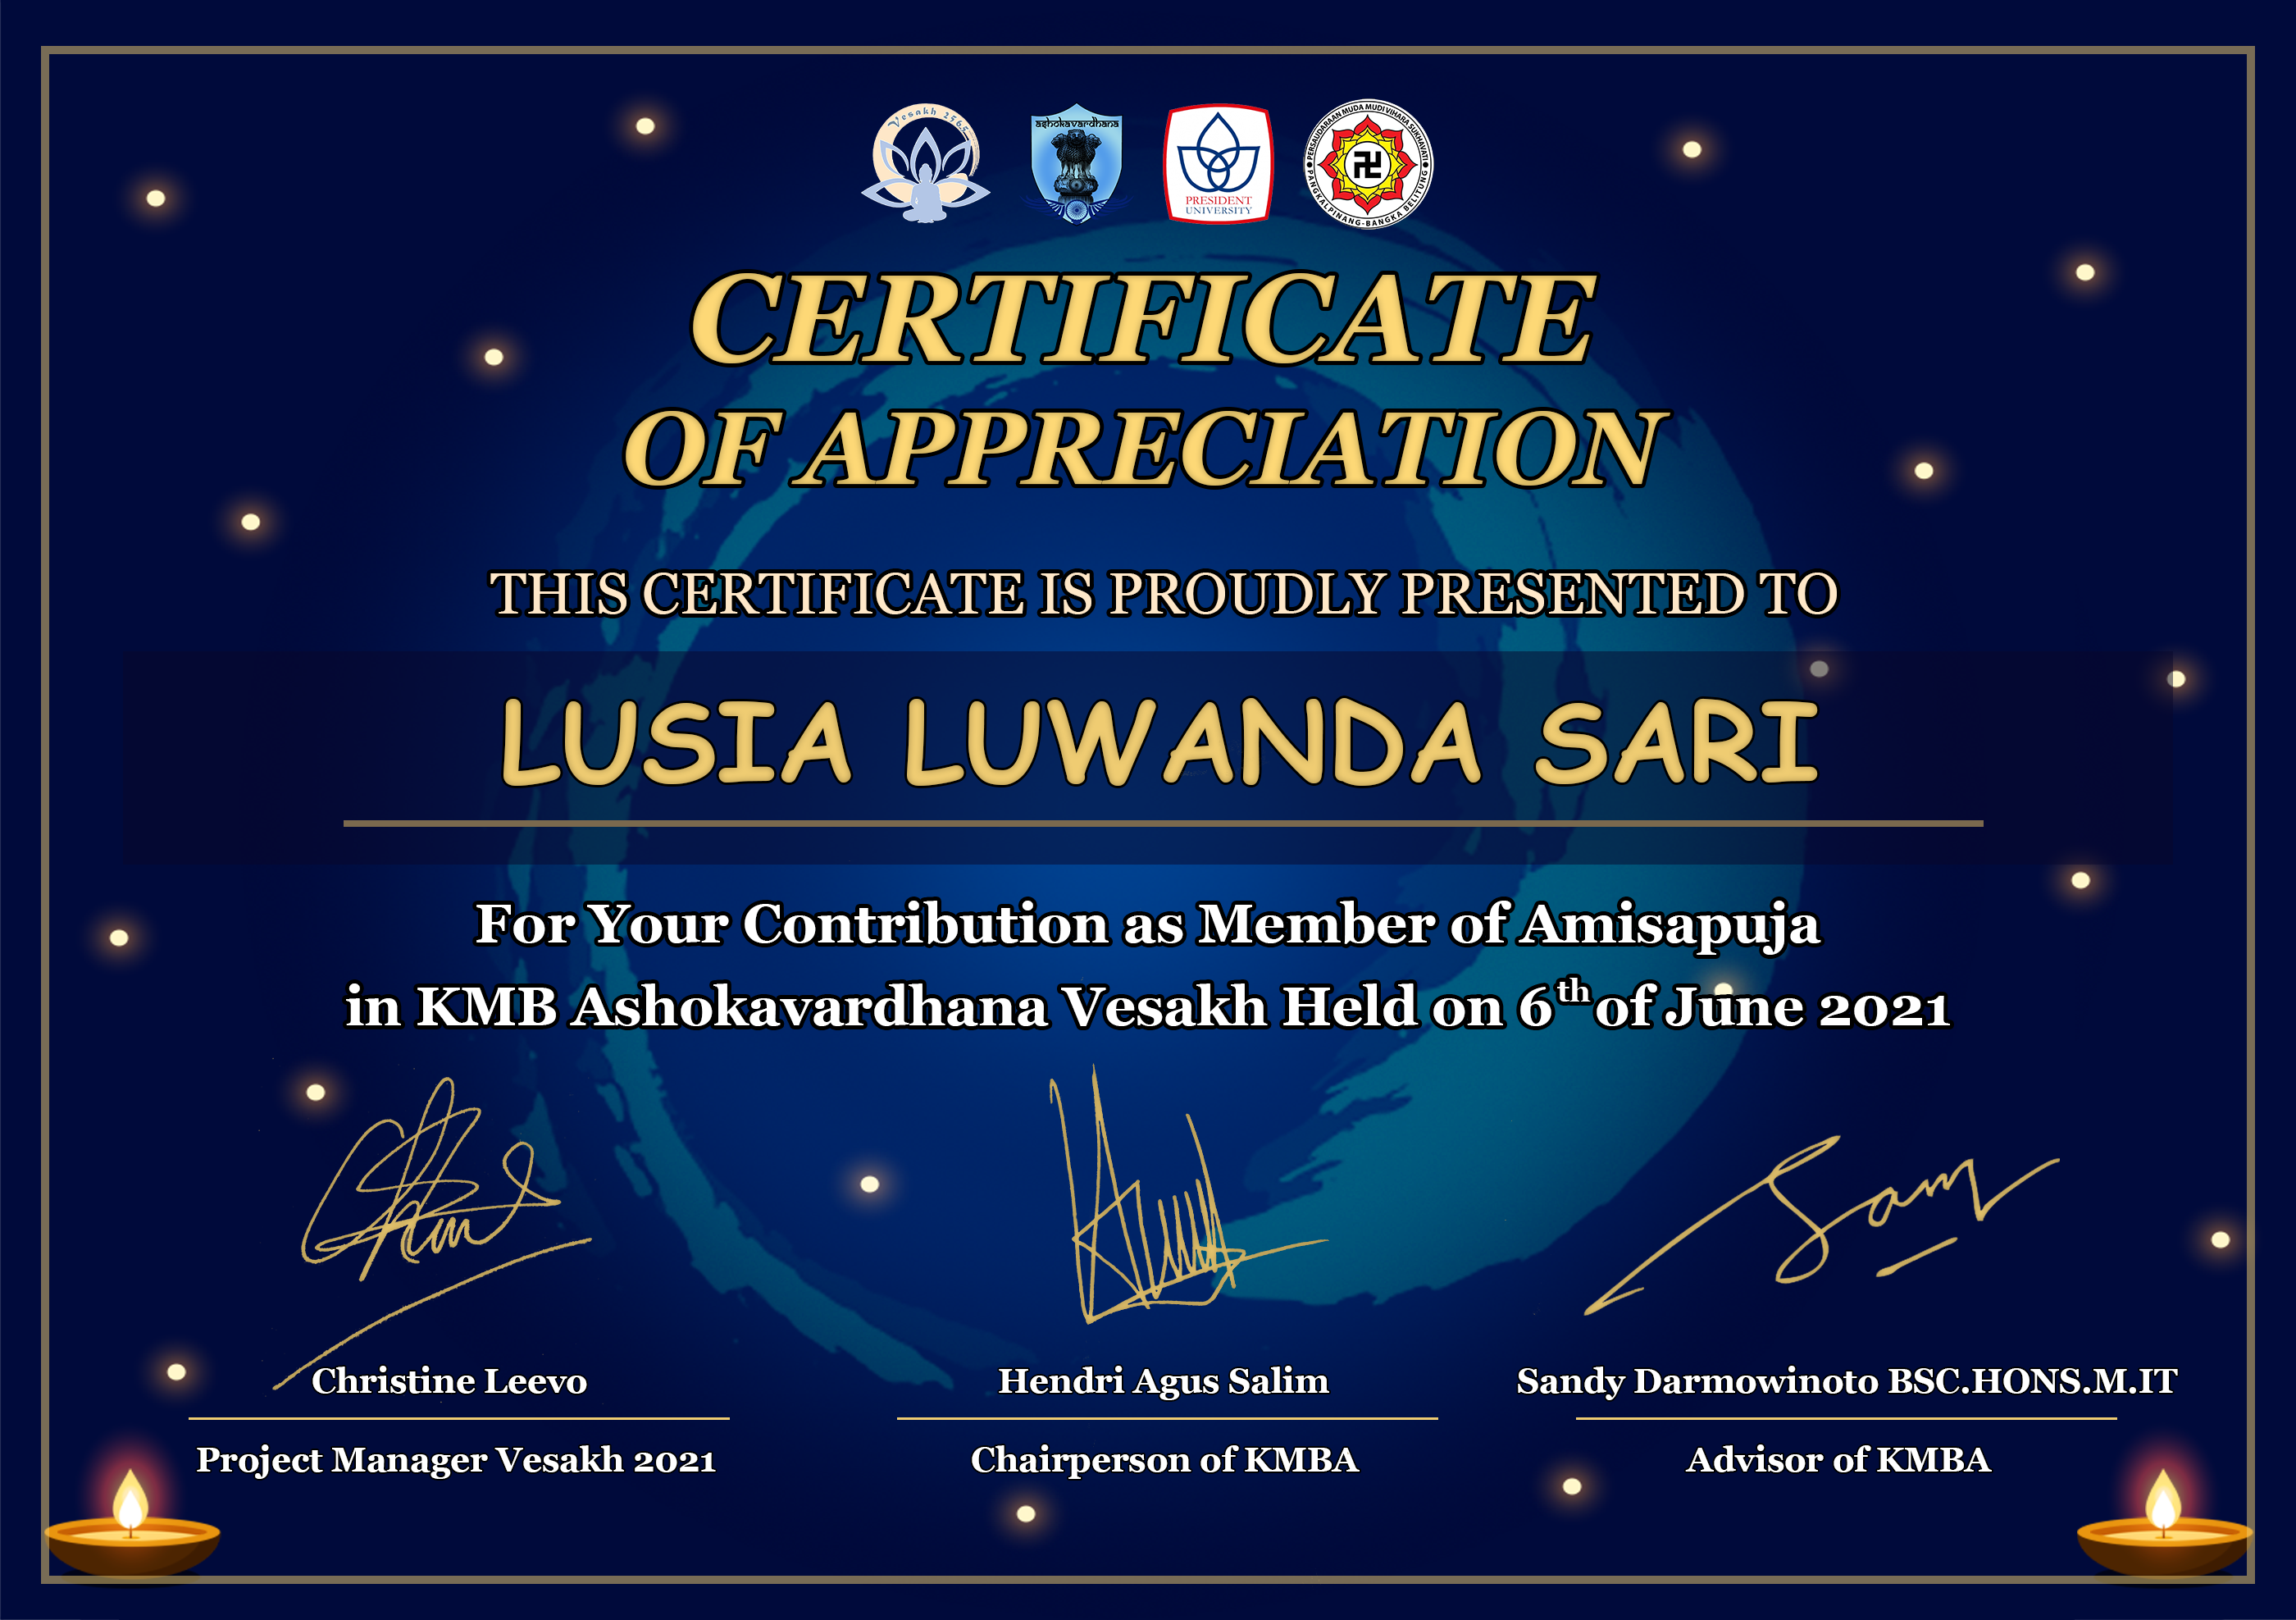 Vesakh 2565
ashokavardhana
PRESIDENT
UNIVERSITY
PERSAUDARAAN MUDA MUDI VIHARA SUKHAVATI
PANGKALPINANG-BANGKA BELITUNG
CERTIFICATE
OF APPRECIATION
THIS CERTIFICATE IS PROUDLY PRESENTED TO
LUSIA LUWANDA SARI
For Your Contribution as Member of Amisapuja
in KMB Ashokavardhana Vesakh Held on 6th of June 2021
Christine Leevo
Hendri Agus Salim
Sandy Darmowinoto BSC.HONS.M.IT
Project Manager Vesakh 2021
Chairperson of KMBA
Advisor of KMBA